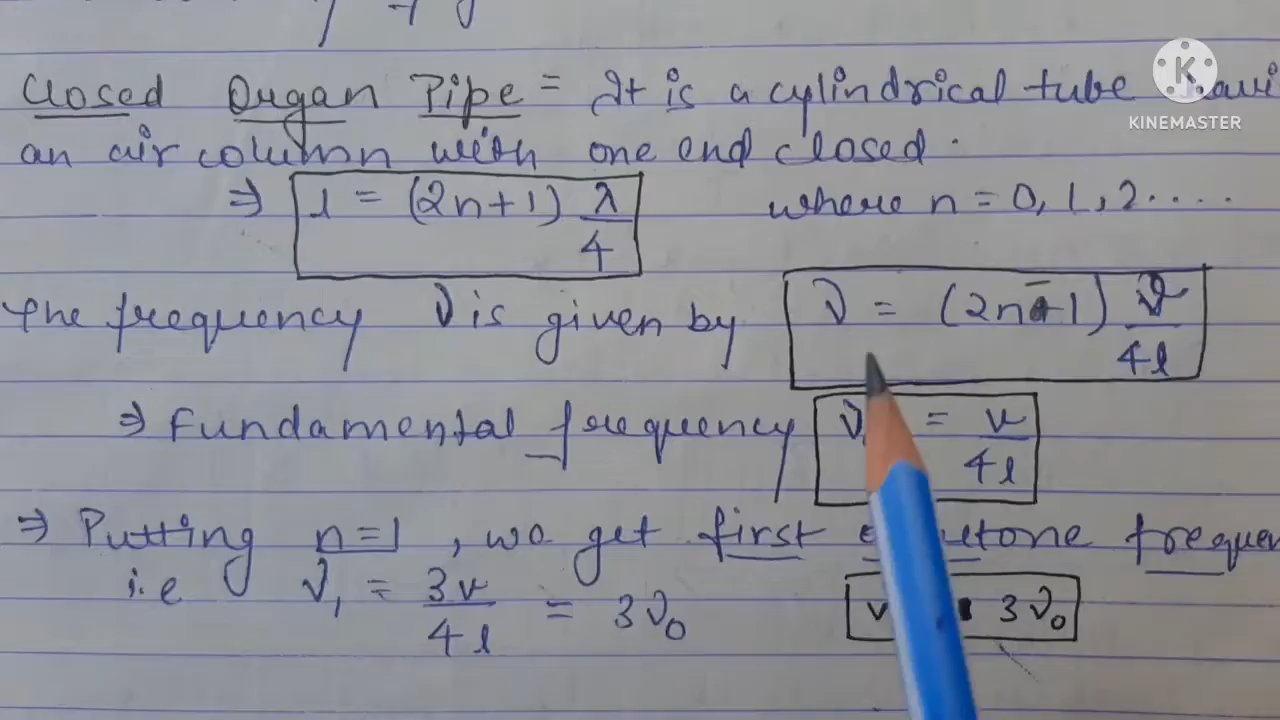 Closed Organ Pipe = It is a cylindrical tube
KINEMASTER
an air column with one end closed.
⇒ l = (2n+1) λ/4 where n = 0, 1, 2....
The frequency ν is given by ν = (2n+1) v/4l
⇒ Fundamental frequency ν = v/4l
⇒ Putting n=1, we get first
i.e ν₁ = 3v/4l = 3ν₀ 3ν₀